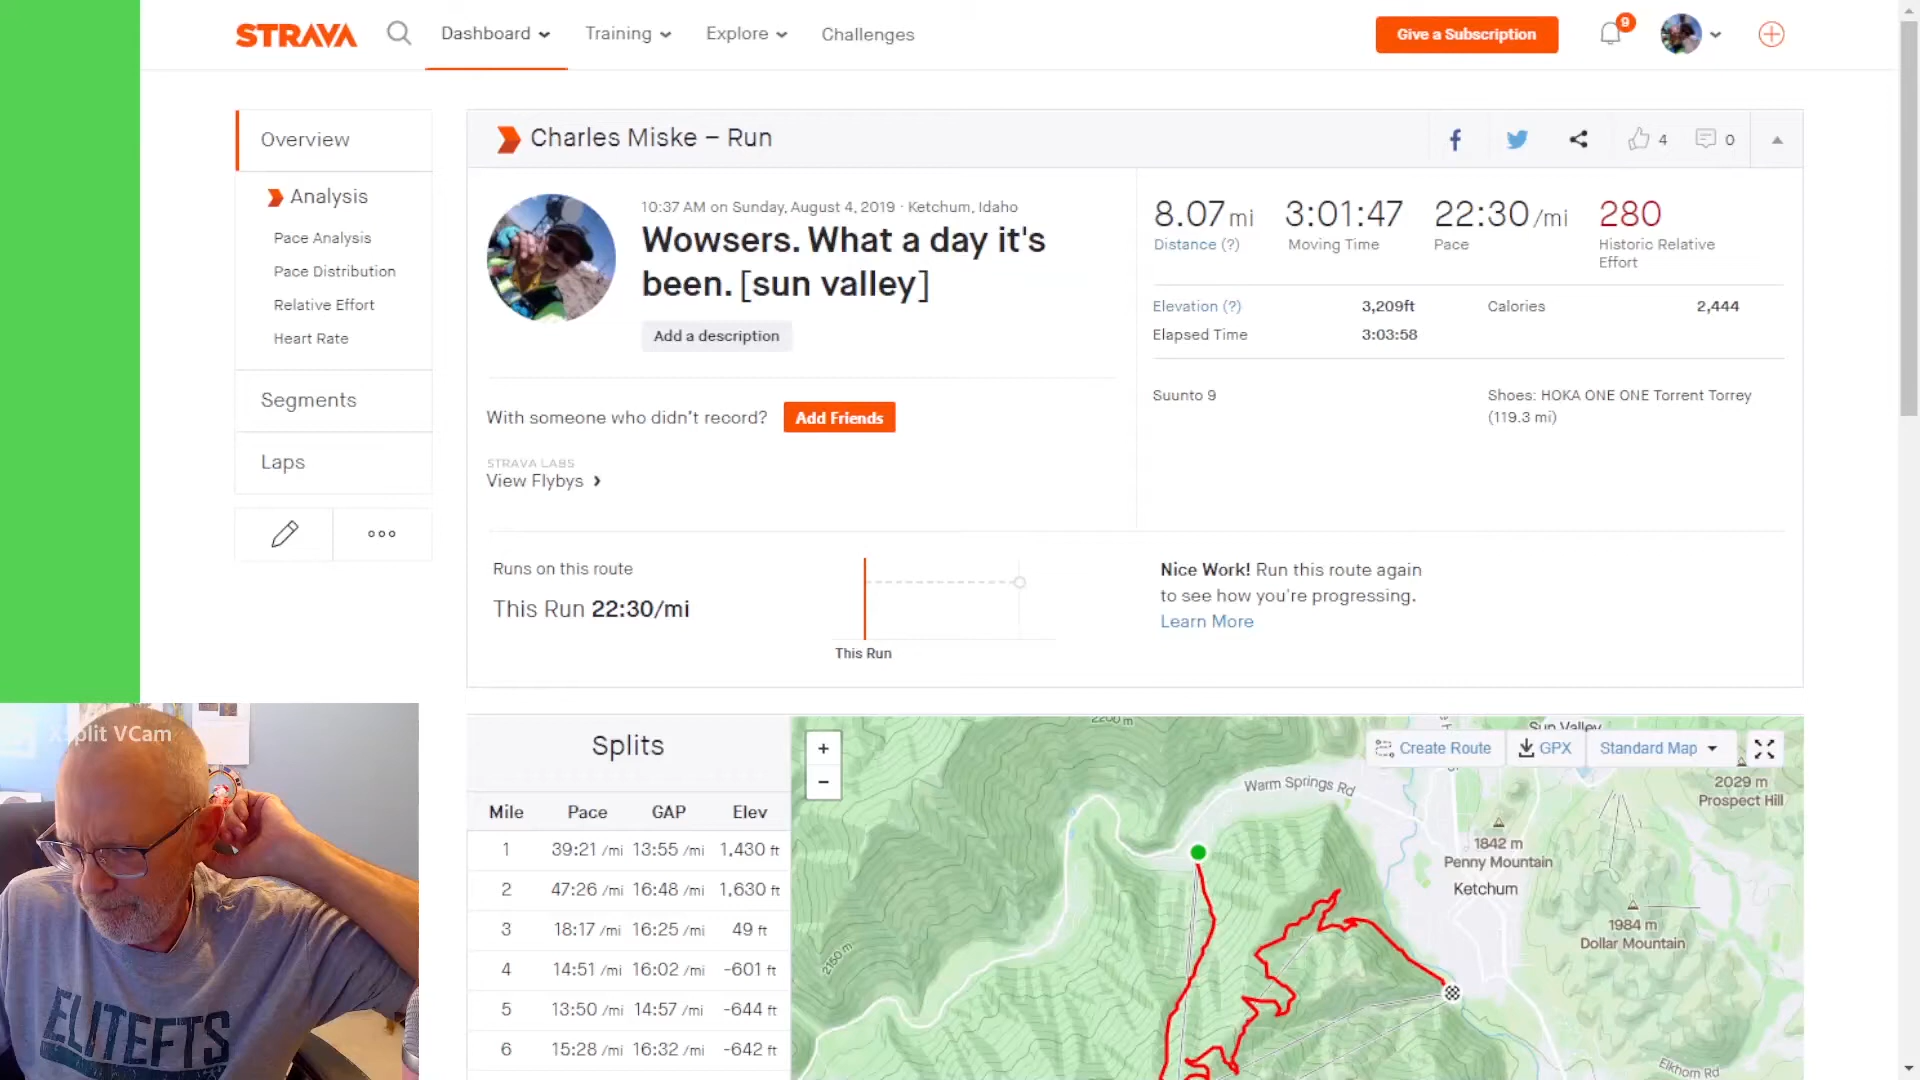 STRAVA
Dashboard
Training
Explore
Challenges
Give a Subscription
9
Overview
Analysis
Pace Analysis
Pace Distribution
Relative Effort
Heart Rate
Segments
Laps
Charles Miske – Run
4
0
10:37 AM on Sunday, August 4, 2019 · Ketchum, Idaho
Wowsers. What a day it's
been. [sun valley]
Add a description
With someone who didn't record? Add Friends
STRAVA LABS
View Flybys
8.07 mi 3:01:47 22:30 /mi 280
Distance (?) Moving Time Pace Historic Relative
Effort
Elevation (?) 3,209ft Calories 2,444
Elapsed Time 3:03:58
Suunto 9
Shoes: HOKA ONE ONE Torrent Torrey
(119.3 mi)
Runs on this route
This Run 22:30/mi
This Run
Nice Work! Run this route again
to see how you're progressing.
Learn More
Splits
Mile Pace GAP Elev
1 39:21 /mi 13:55 /mi 1,430 ft
2 47:26 /mi 16:48 /mi 1,630 ft
3 18:17 /mi 16:25 /mi 49 ft
4 14:51 /mi 16:02 /mi -601 ft
5 13:50 /mi 14:57 /mi -644 ft
6 15:28 /mi 16:32 /mi -642 ft
+
−
2200 m
Sun Valley
Create Route
GPX
Standard Map
Warm Springs Rd
2029 m
Prospect Hill
1842 m
Penny Mountain
Ketchum
1984 m
Dollar Mountain
2150 m
Elkhorn Rd
XSplit VCam
ELITEFTS